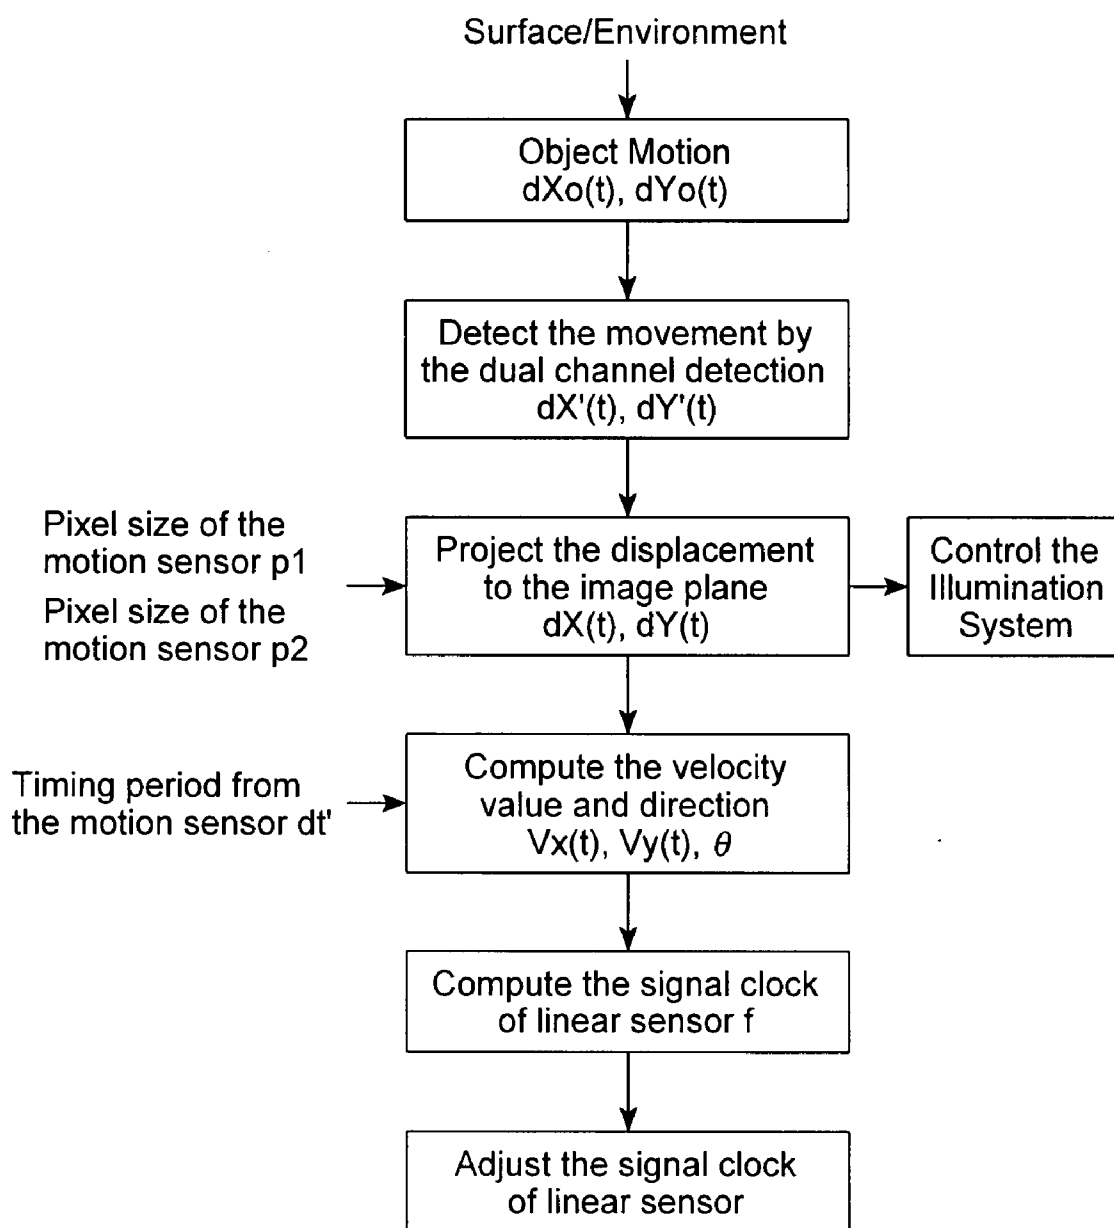 Surface/Environment
Object Motion
dXo(t), dYo(t)
Detect the movement by
the dual channel detection
dX'(t), dY'(t)
Pixel size of the
motion sensor p1
Pixel size of the
motion sensor p2
Project the displacement
to the image plane
dX(t), dY(t)
Control the
Illumination
System
Timing period from
the motion sensor dt'
Compute the velocity
value and direction
Vx(t), Vy(t), θ
Compute the signal clock
of linear sensor f
Adjust the signal clock
of linear sensor